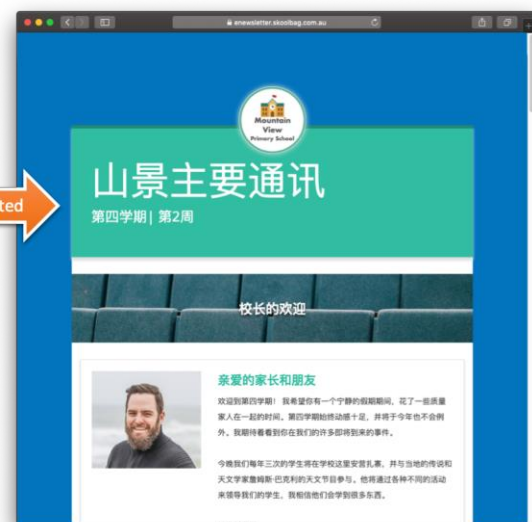 enewsletter.skoolbag.com.au
Mountain
View
Primary School
山景主要通讯
第四学期| 第2周
ted
校长的欢迎
亲爱的家长和朋友
欢迎到第四学期! 我希望你有一个宁静的假期期间，花了一些质量
家人在一起的时间。第四学期始终动感十足，并将于今年也不会例
外。我期待着看到你在我们的许多即将到来的事件。
今晚我们每年三次的学生将在学校这里安营扎寨，并与当地的传说和
天文学家詹姆斯·巴克利的天文节目参与。他将通过各种不同的活动
来领导我们的学生，我相信他们会学到很多东西。